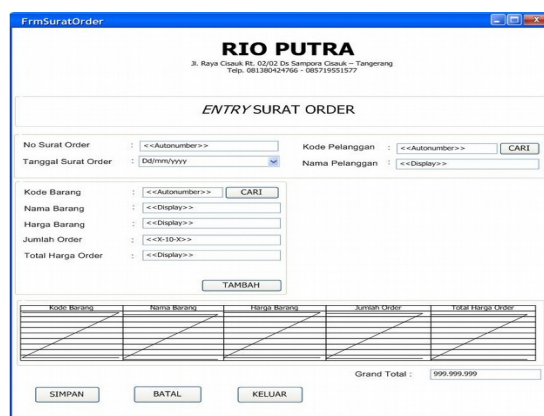 FrmSuratOrder
RIO PUTRA
Jl. Raya Cisauk Rt. 02/02 Ds Sampora Cisauk – Tangerang
Telp. 081380424766 - 085719551577
ENTRY SURAT ORDER
No Surat Order : <<Autonumber>>
Tanggal Surat Order : Dd/mm/yyyy
Kode Pelanggan : <<Autonumber>> CARI
Nama Pelanggan : <<Display>>
Kode Barang : <<Autonumber>> CARI
Nama Barang : <<Display>>
Harga Barang : <<Display>>
Jumlah Order : <<X-10-X>>
Total Harga Order : <<Display>>
TAMBAH
Kode Barang Nama Barang Harga Barang Jumlah Order Total Harga Order
Grand Total : 999.999.999
SIMPAN BATAL KELUAR